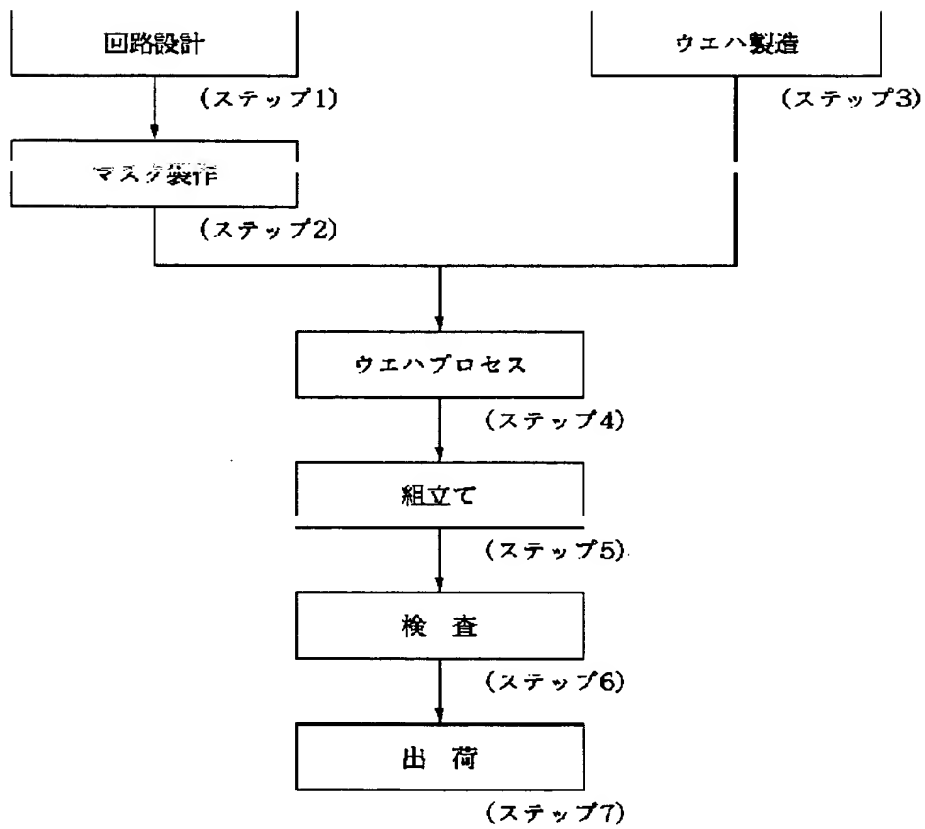 回路設計
ウエハ製造
(ステップ1)
(ステップ3)
マスク製作
(ステップ2)
ウエハプロセス
(ステップ4)
組立て
(ステップ5)
検 査
(ステップ6)
出 荷
(ステップ7)